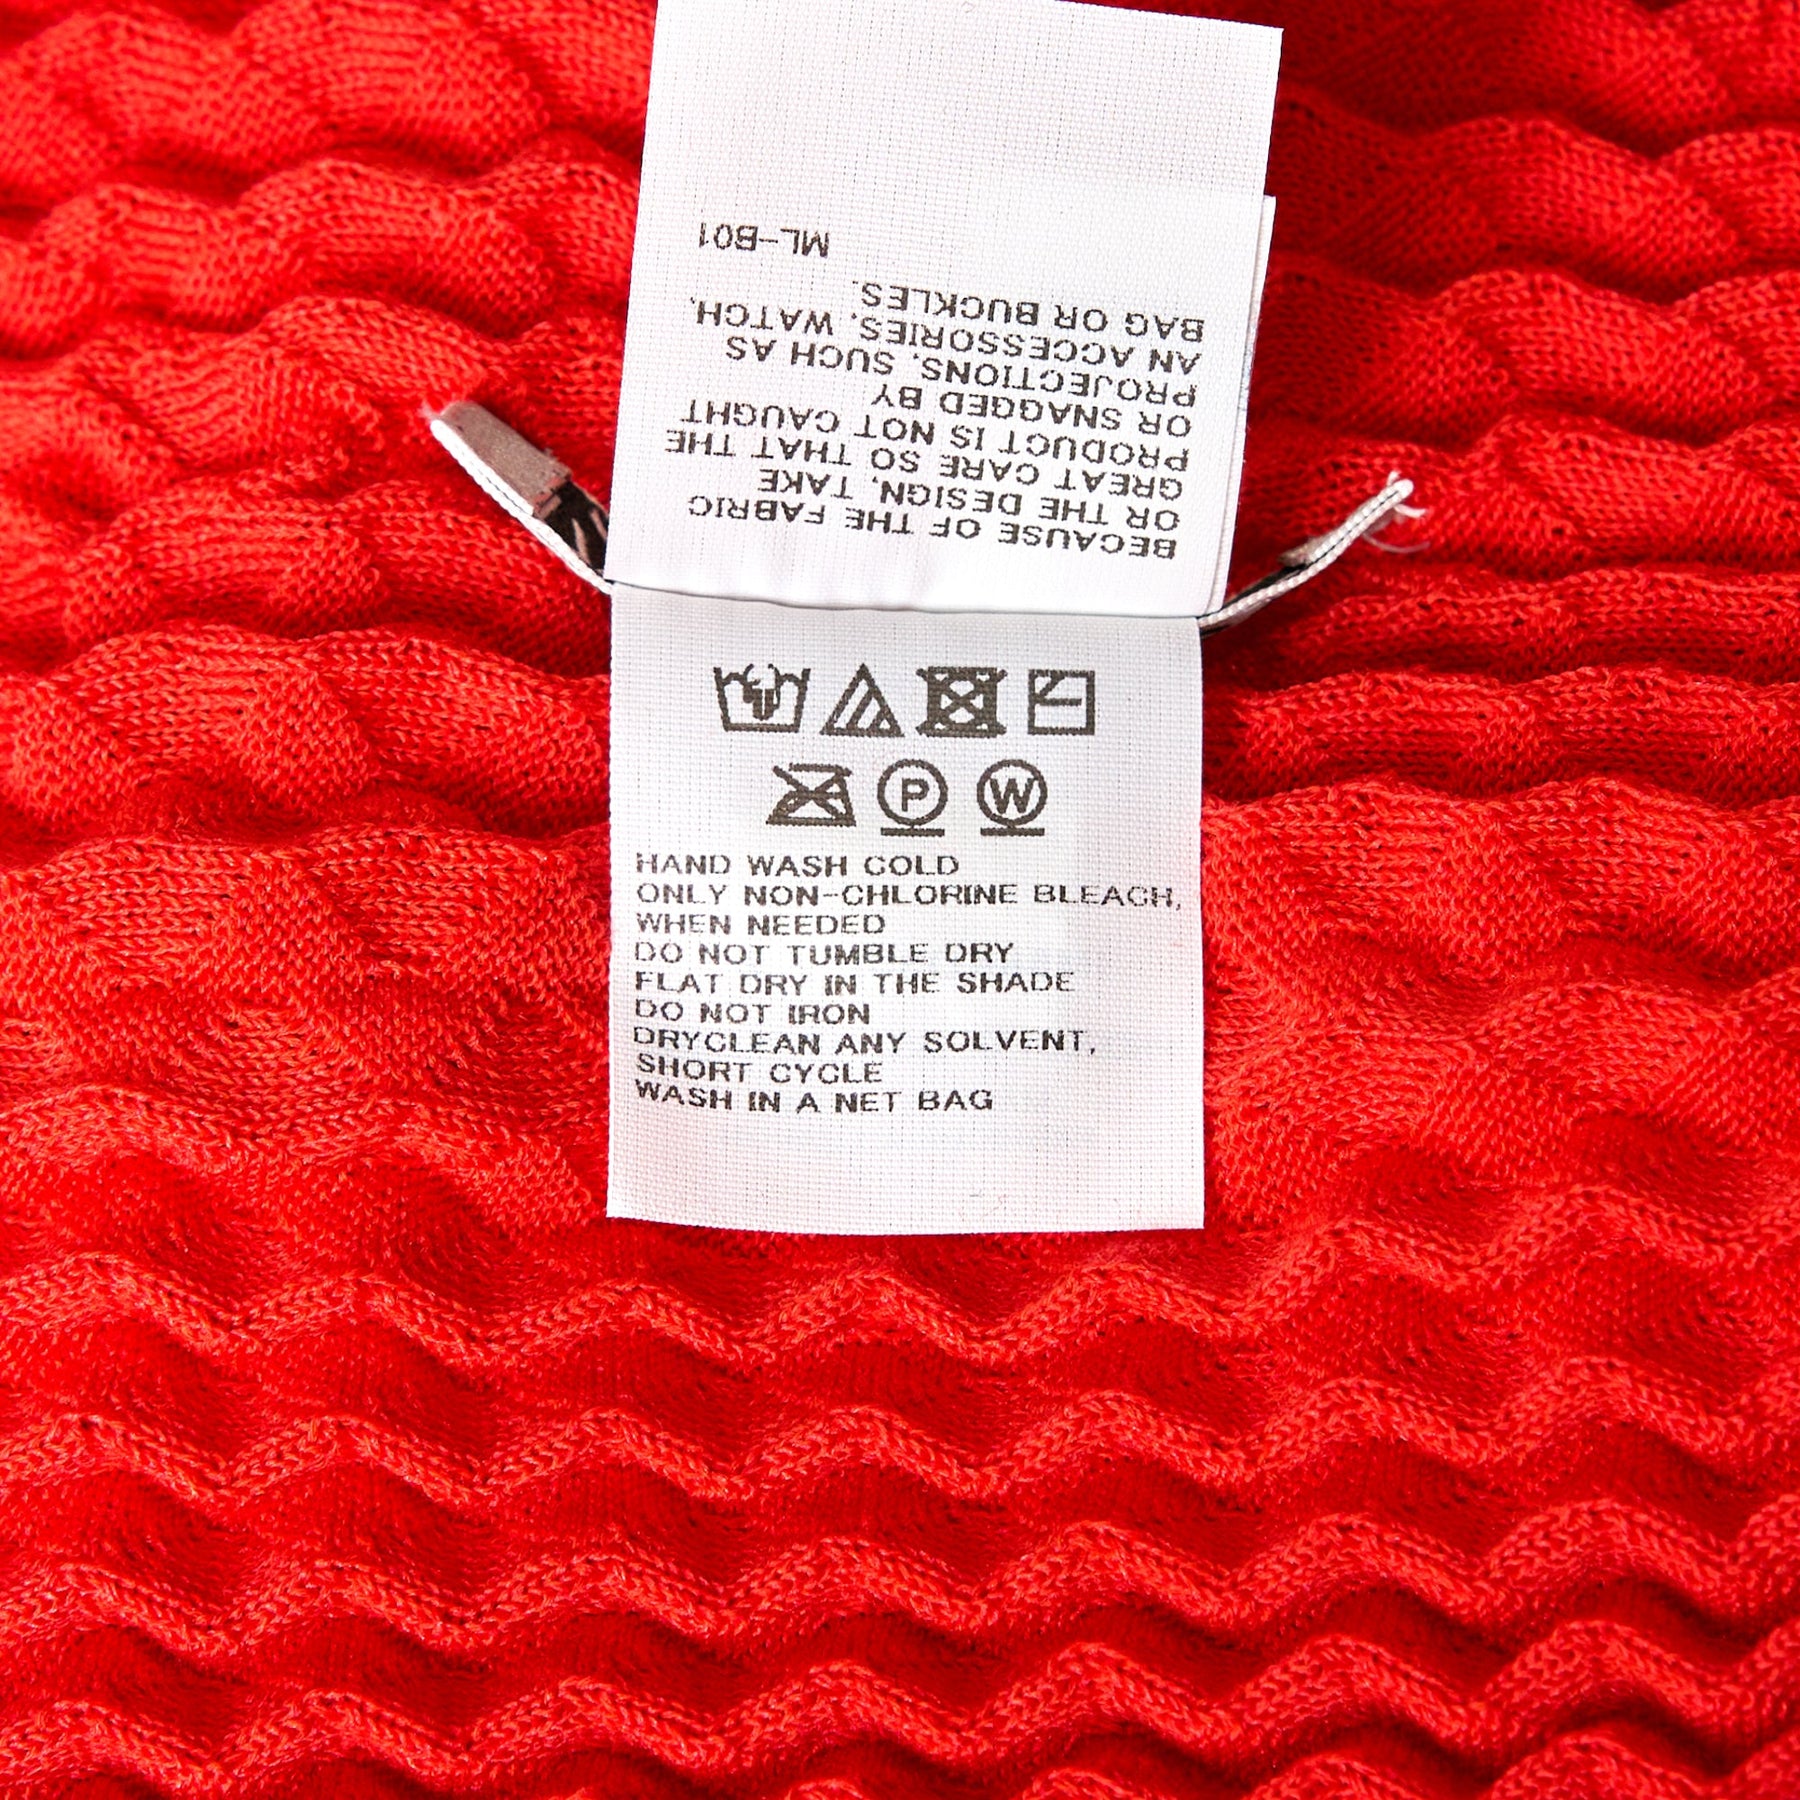 BECAUSE OF THE FABRIC
OR THE DESIGN, TAKE
GREAT CARE SO THAT THE
PRODUCT IS NOT CAUGHT
OR SNAGGED BY
PROJECTIONS, SUCH AS
AN ACCESSORIES, WATCH,
BAG OR BUCKLES.
ML-B01
P W
HAND WASH COLD
ONLY NON-CHLORINE BLEACH,
WHEN NEEDED
DO NOT TUMBLE DRY
FLAT DRY IN THE SHADE
DO NOT IRON
DRYCLEAN ANY SOLVENT,
SHORT CYCLE
WASH IN A NET BAG